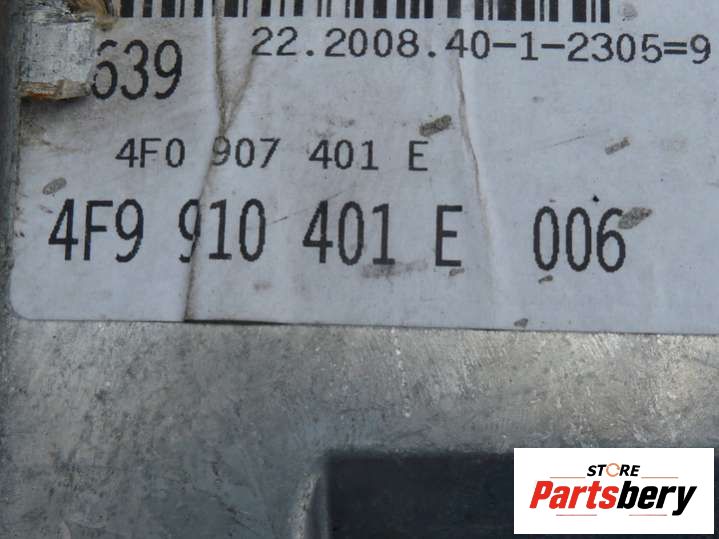 22.2008.40-1-2305=9
639
4F0 907 401 E
4F9 910 401 E 006
STORE
Partsbery